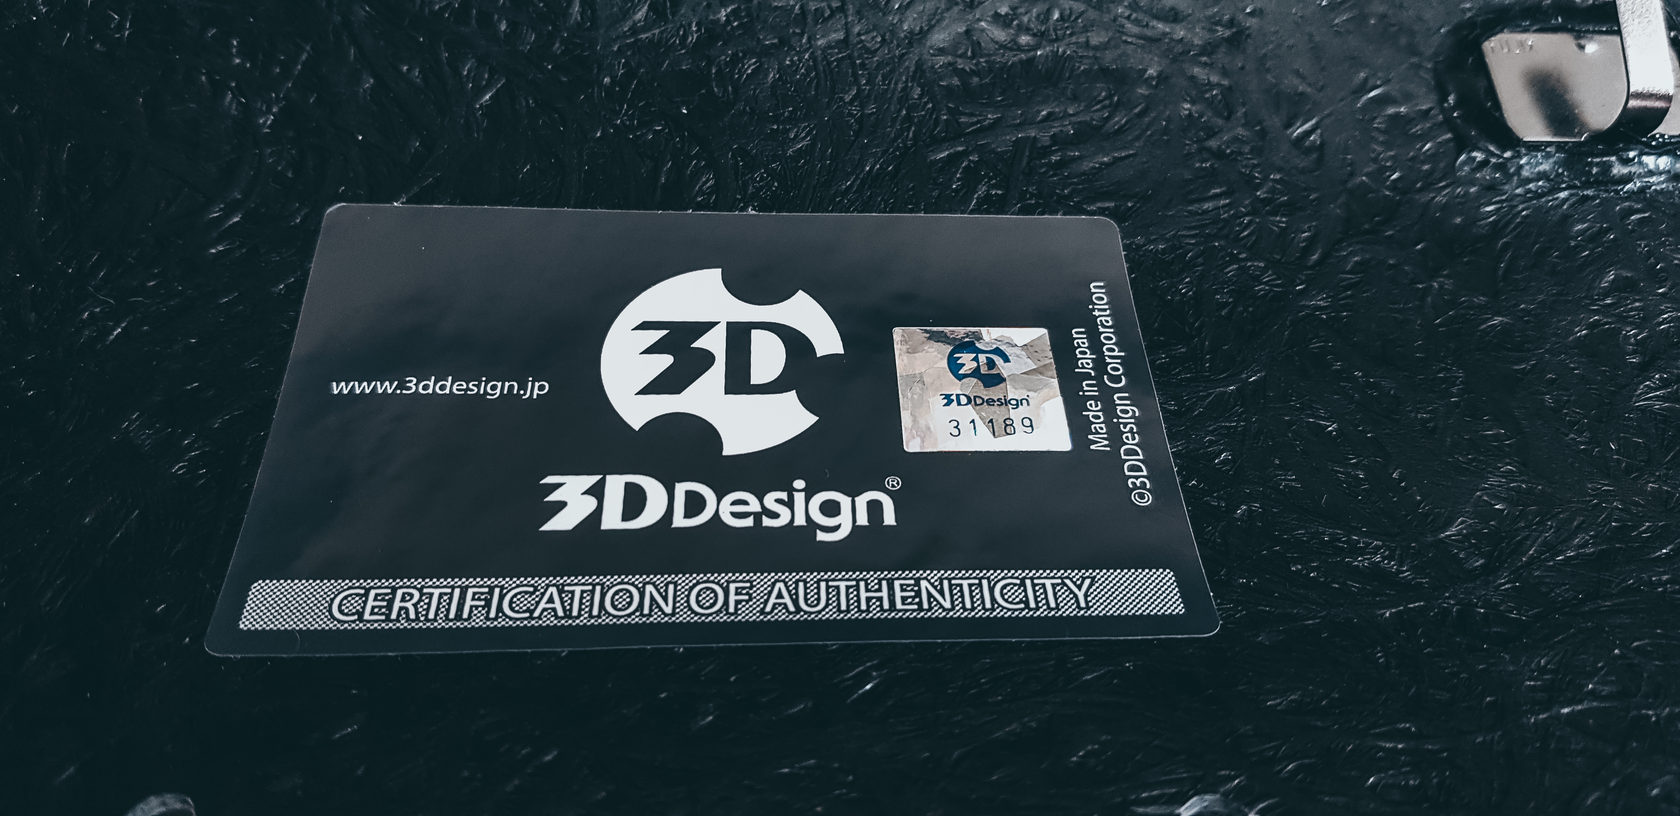 www.3ddesign.jp
3D
3DDesign®
3D
3DDesign
31189
Made in Japan
©3DDesign Corporation
CERTIFICATION OF AUTHENTICITY